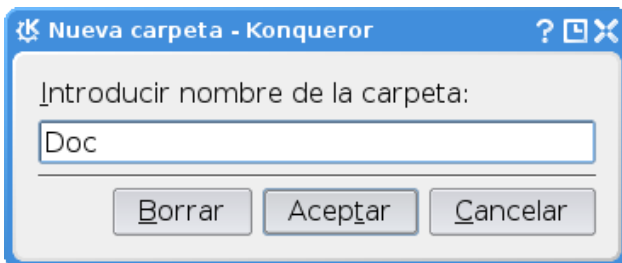 Nueva carpeta - Konqueror
Introducir nombre de la carpeta:
Doc
Borrar Aceptar Cancelar